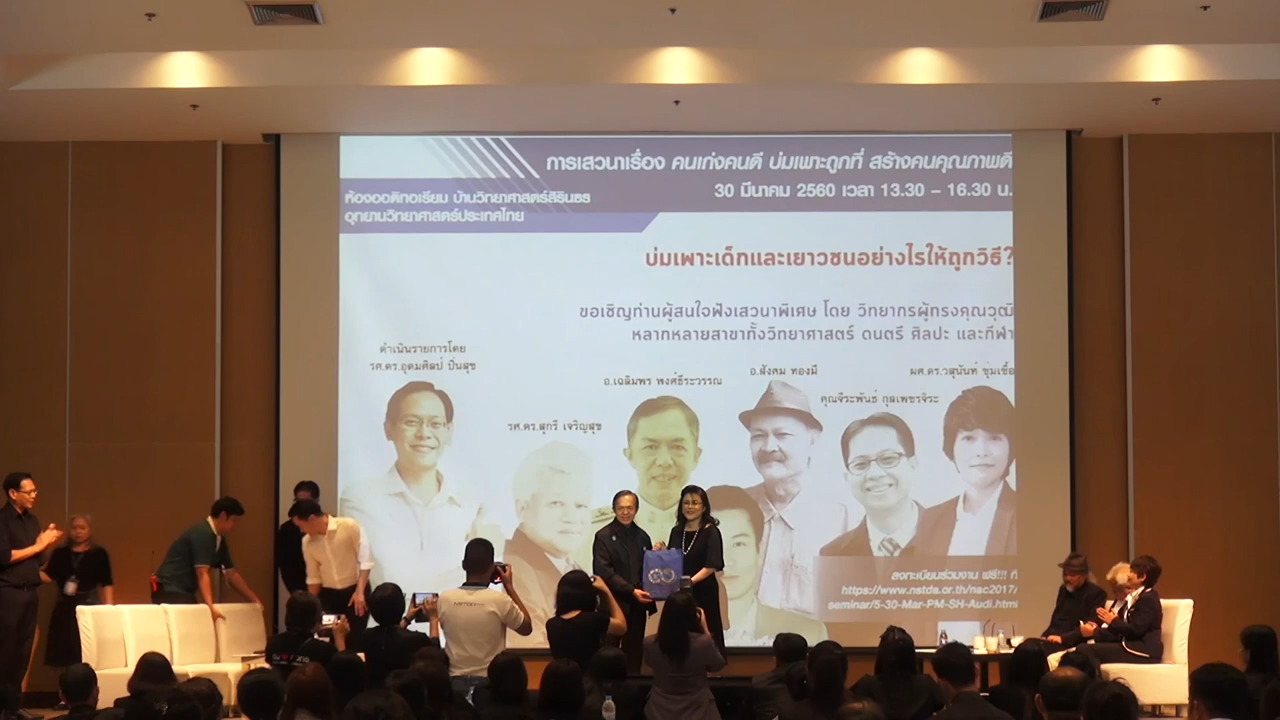 การเสวนาเรื่อง คนเก่งคนดี บ่มเพาะถูกที่ สร้างคนคุณภาพดี
30 มีนาคม 2560 เวลา 13.30 – 16.30 น.
ห้องออดิทอเรียม บ้านวิทยาศาสตร์สิรินธร
อุทยานวิทยาศาสตร์ประเทศไทย
บ่มเพาะเด็กและเยาวชนอย่างไรให้ถูกวิธี?
ขอเชิญท่านผู้สนใจฟังเสวนาพิเศษ โดย วิทยากรผู้ทรงคุณวุฒิ
หลากหลายสาขาทั้งวิทยาศาสตร์ ดนตรี ศิลปะ และกีฬา
ดำเนินรายการโดย
รศ.ดร.อุดมศิลป์ ปิ่นสุข
รศ.ดร.สุกรี เจริญสุข
อ.เฉลิมพร พงศ์ธีระวรรณ
อ.สังคม ทองมี
คุณจีระพันธ์ กุลเพชรจิระ
ผศ.ดร.วสุนันท์ ชุ่มเชื้อ
ลงทะเบียนร่วมงาน ฟรี!!! ที่
https://www.nstda.or.th/nac2017/
seminar/5-30-Mar-PM-SH-Audi.html